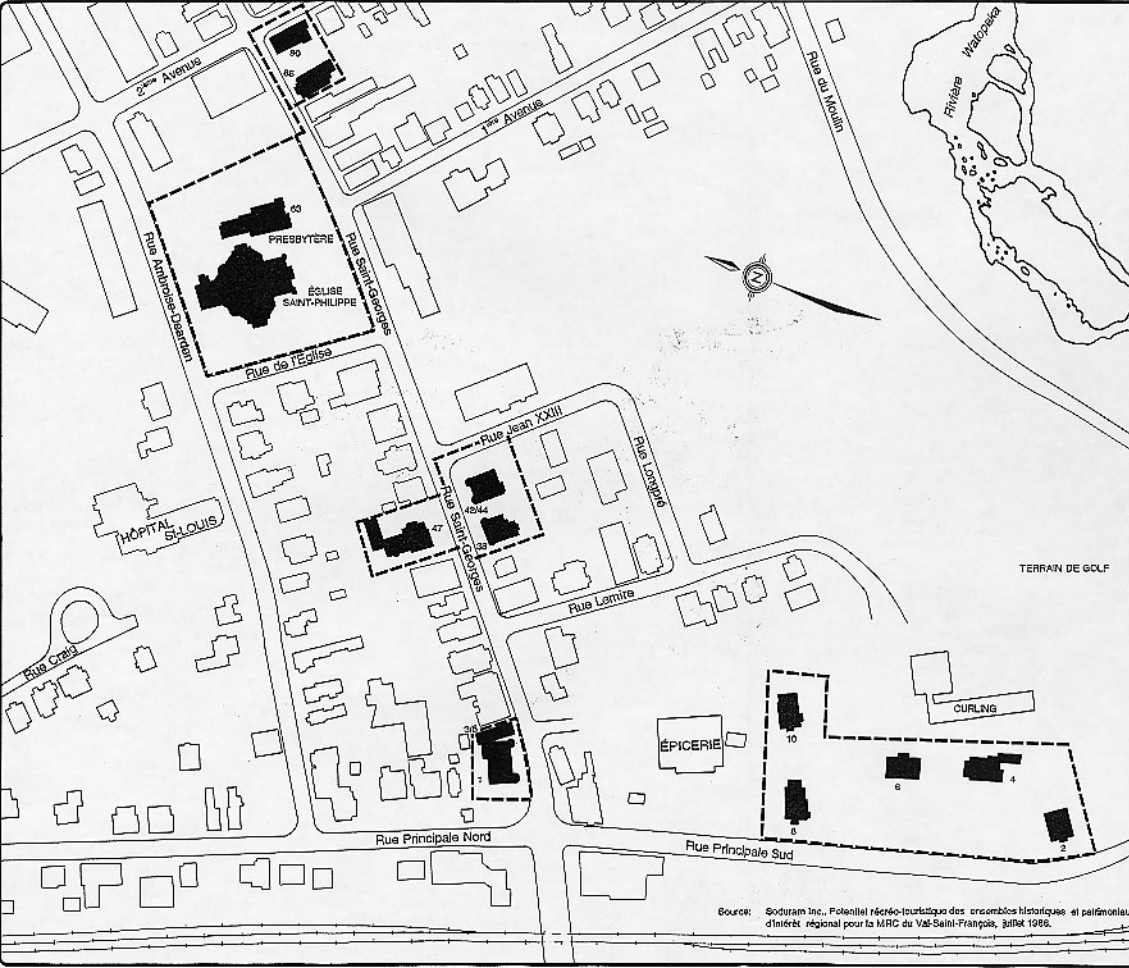 90
85
2ième Avenue
1ère Avenue
Rue du Moulin
Rivière Watopeka
63
PRESBYTÈRE
ÉGLISE
SAINT-PHILIPPE
Rue Ambroise-Dearden
Rue Saint-Georges
Rue de l'Église
N
Rue Jean XXIII
Rue Longpré
42/44
47
39
Rue Saint-Georges
HÔPITAL
St-LOUIS
TERRAIN DE GOLF
Rue Lemire
Rue Craig
CURLING
3/5
1
ÉPICERIE
10
6
4
8
2
Rue Principale Nord
Rue Principale Sud
Source: Soduram Inc., Potentiel récréo-touristique des ensembles historiques et patrimoniau
d'intérêt régional pour la MRC du Val-Saint-François, juillet 1986.